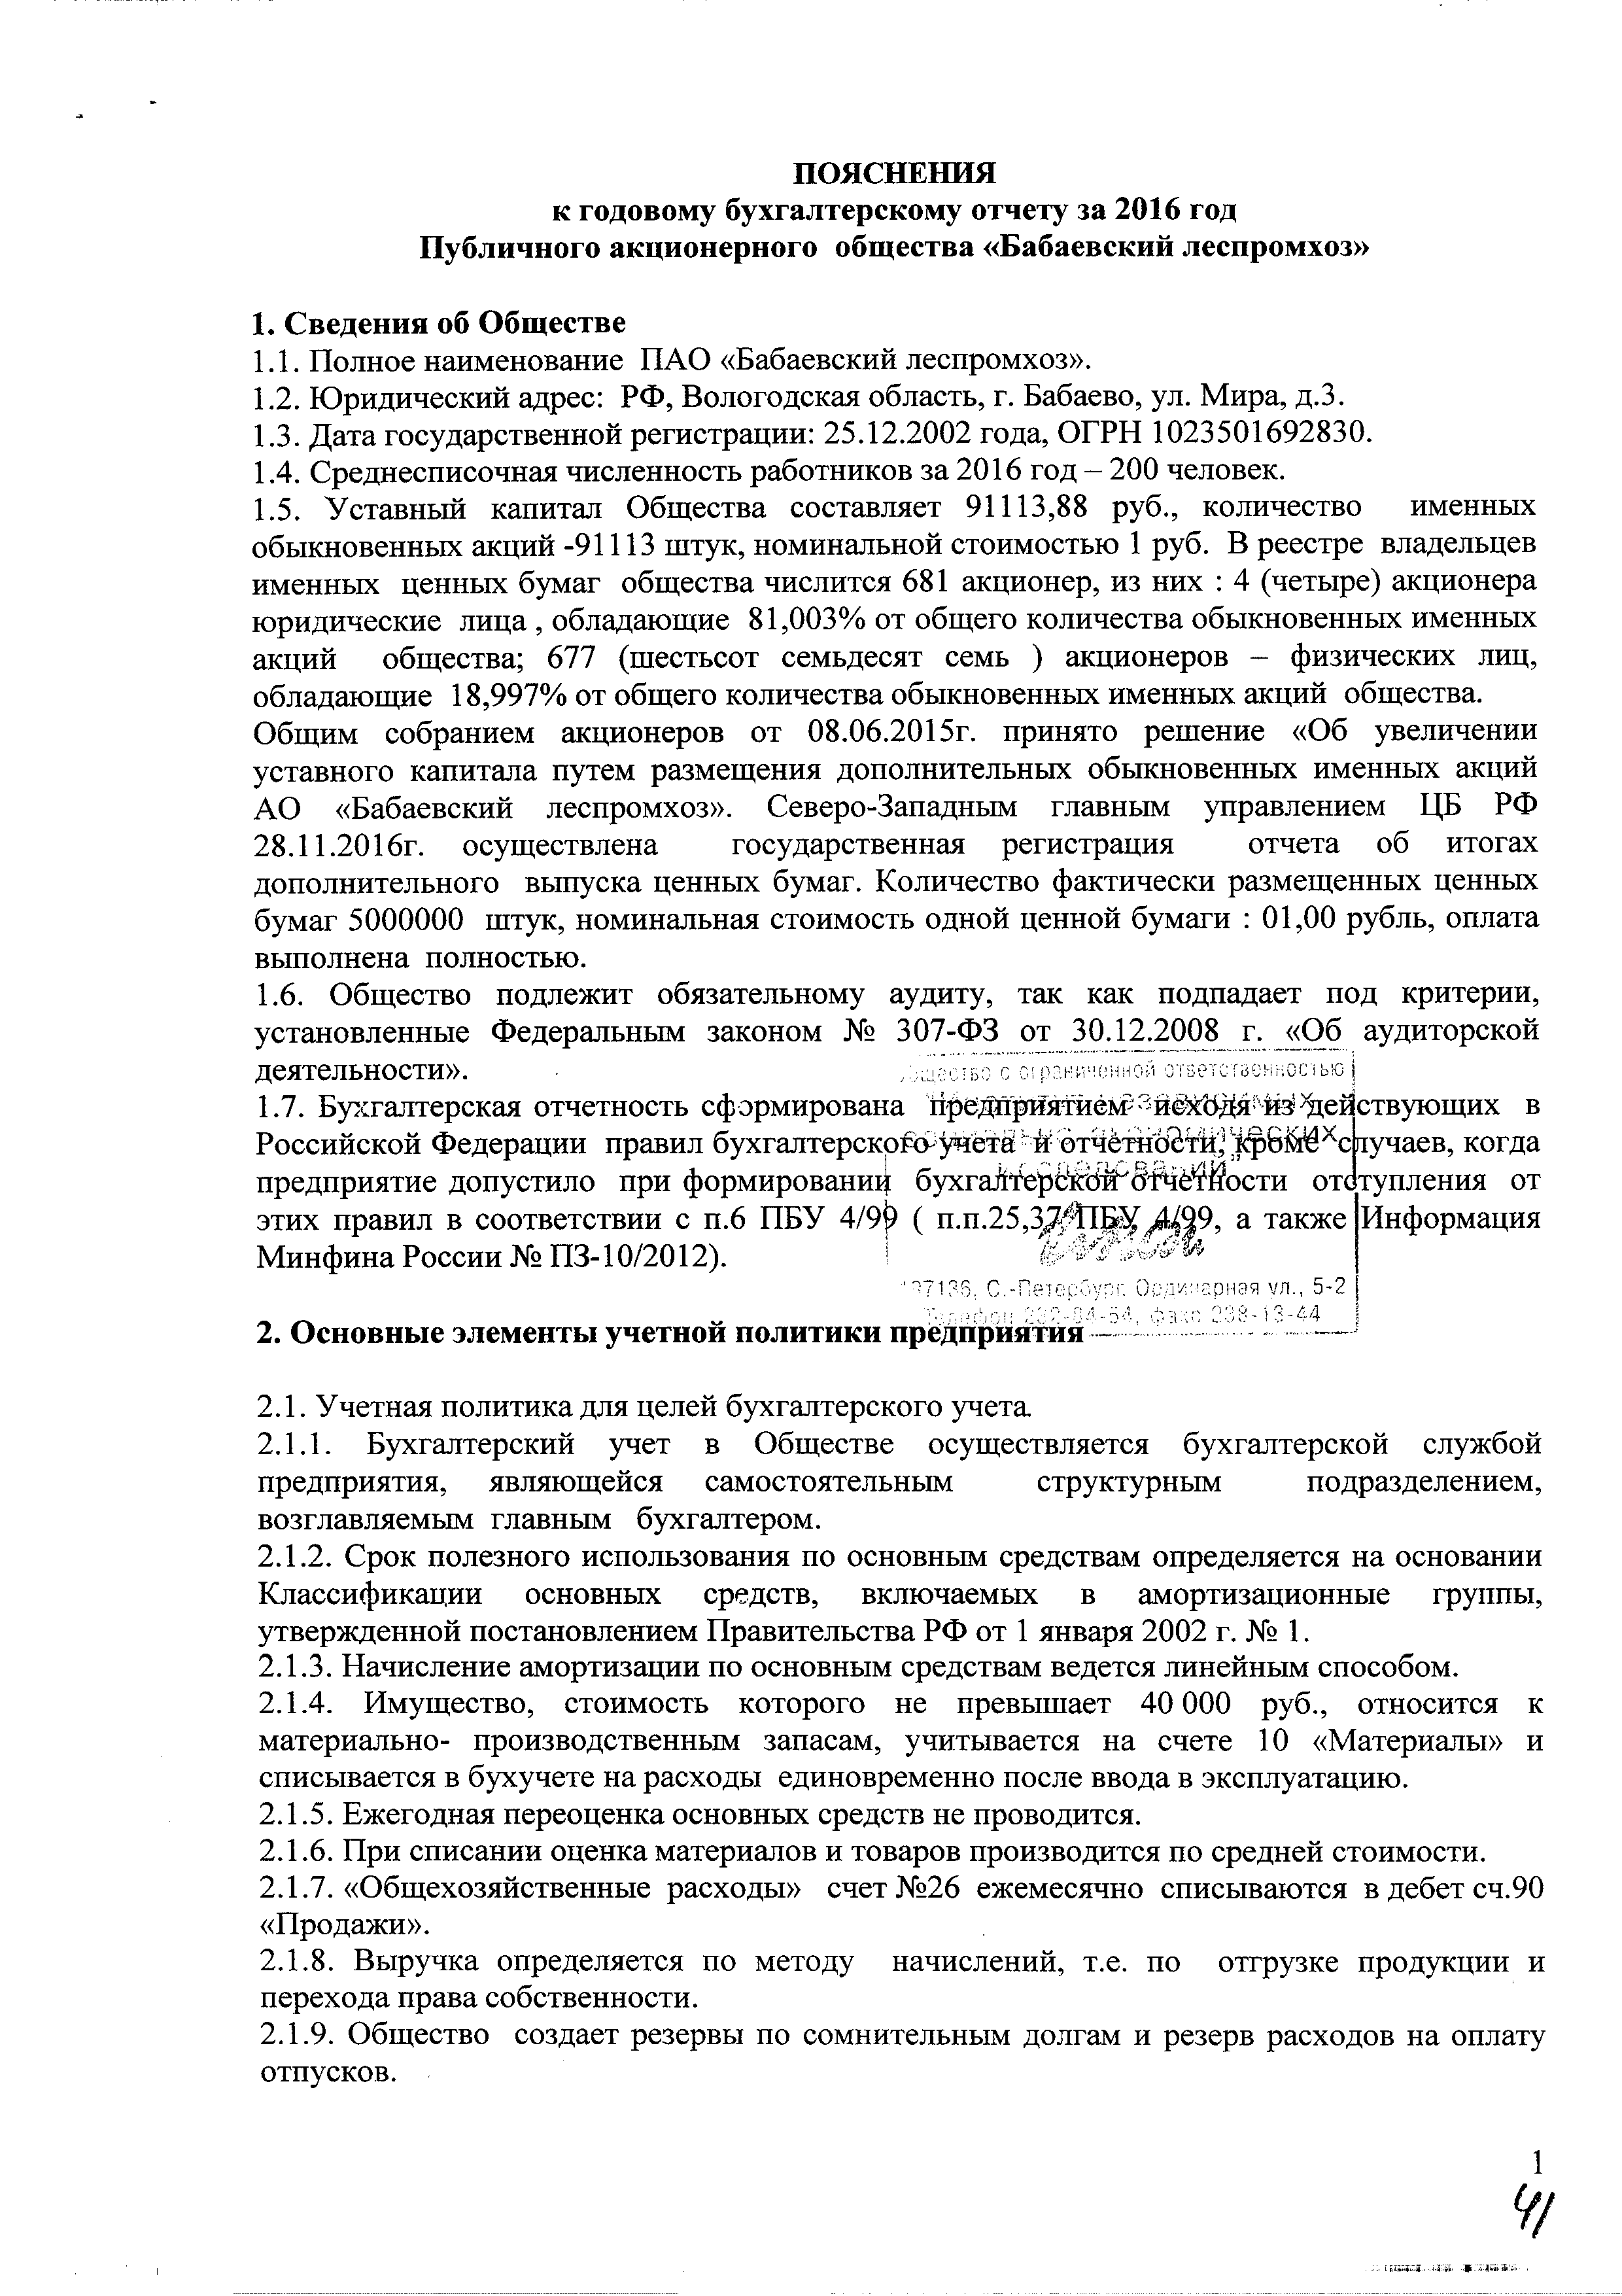 ПОЯСНЕНИЯ
к годовому бухгалтерскому отчету за 2016 год
Публичного акционерного общества «Бабаевский леспромхоз»
1. Сведения об Обществе
1.1. Полное наименование ПАО «Бабаевский леспромхоз».
1.2. Юридический адрес: РФ, Вологодская область, г. Бабаево, ул. Мира, д.3.
1.3. Дата государственной регистрации: 25.12.2002 года, ОГРН 1023501692830.
1.4. Среднесписочная численность работников за 2016 год – 200 человек.
1.5. Уставный капитал Общества составляет 91113,88 руб., количество именных
обыкновенных акций -91113 штук, номинальной стоимостью 1 руб. В реестре владельцев
именных ценных бумаг общества числится 681 акционер, из них : 4 (четыре) акционера
юридические лица , обладающие 81,003% от общего количества обыкновенных именных
акций общества; 677 (шестьсот семьдесят семь ) акционеров – физических лиц,
обладающие 18,997% от общего количества обыкновенных именных акций общества.
Общим собранием акционеров от 08.06.2015г. принято решение «Об увеличении
уставного капитала путем размещения дополнительных обыкновенных именных акций
АО «Бабаевский леспромхоз». Северо-Западным главным управлением ЦБ РФ
28.11.2016г. осуществлена государственная регистрация отчета об итогах
дополнительного выпуска ценных бумаг. Количество фактически размещенных ценных
бумаг 5000000 штук, номинальная стоимость одной ценной бумаги : 01,00 рубль, оплата
выполнена полностью.
1.6. Общество подлежит обязательному аудиту, так как подпадает под критерии,
установленные Федеральным законом № 307-ФЗ от 30.12.2008 г. «Об аудиторской
деятельности».
общество с ограниченной ответственностью
1.7. Бухгалтерская отчетность сформирована предприятием исходя из действующих в
Российской Федерации правил бухгалтерского учета и отчетности, кроме случаев, когда
предприятие допустило при формировании бухгалтерской отчетности отступления от
этих правил в соответствии с п.6 ПБУ 4/99 ( п.п.25,37 ПБУ 4/99, а также Информация
Минфина России № ПЗ-10/2012).
197136, С.-Петербург, Ординарная ул., 5-2
2. Основные элементы учетной политики предприятия
2.1. Учетная политика для целей бухгалтерского учета.
2.1.1. Бухгалтерский учет в Обществе осуществляется бухгалтерской службой
предприятия, являющейся самостоятельным структурным подразделением,
возглавляемым главным бухгалтером.
2.1.2. Срок полезного использования по основным средствам определяется на основании
Классификации основных средств, включаемых в амортизационные группы,
утвержденной постановлением Правительства РФ от 1 января 2002 г. № 1.
2.1.3. Начисление амортизации по основным средствам ведется линейным способом.
2.1.4. Имущество, стоимость которого не превышает 40 000 руб., относится к
материально- производственным запасам, учитывается на счете 10 «Материалы» и
списывается в бухучете на расходы единовременно после ввода в эксплуатацию.
2.1.5. Ежегодная переоценка основных средств не проводится.
2.1.6. При списании оценка материалов и товаров производится по средней стоимости.
2.1.7. «Общехозяйственные расходы» счет №26 ежемесячно списываются в дебет сч.90
«Продажи».
2.1.8. Выручка определяется по методу начислений, т.е. по отгрузке продукции и
перехода права собственности.
2.1.9. Общество создает резервы по сомнительным долгам и резерв расходов на оплату
отпусков.
1
41